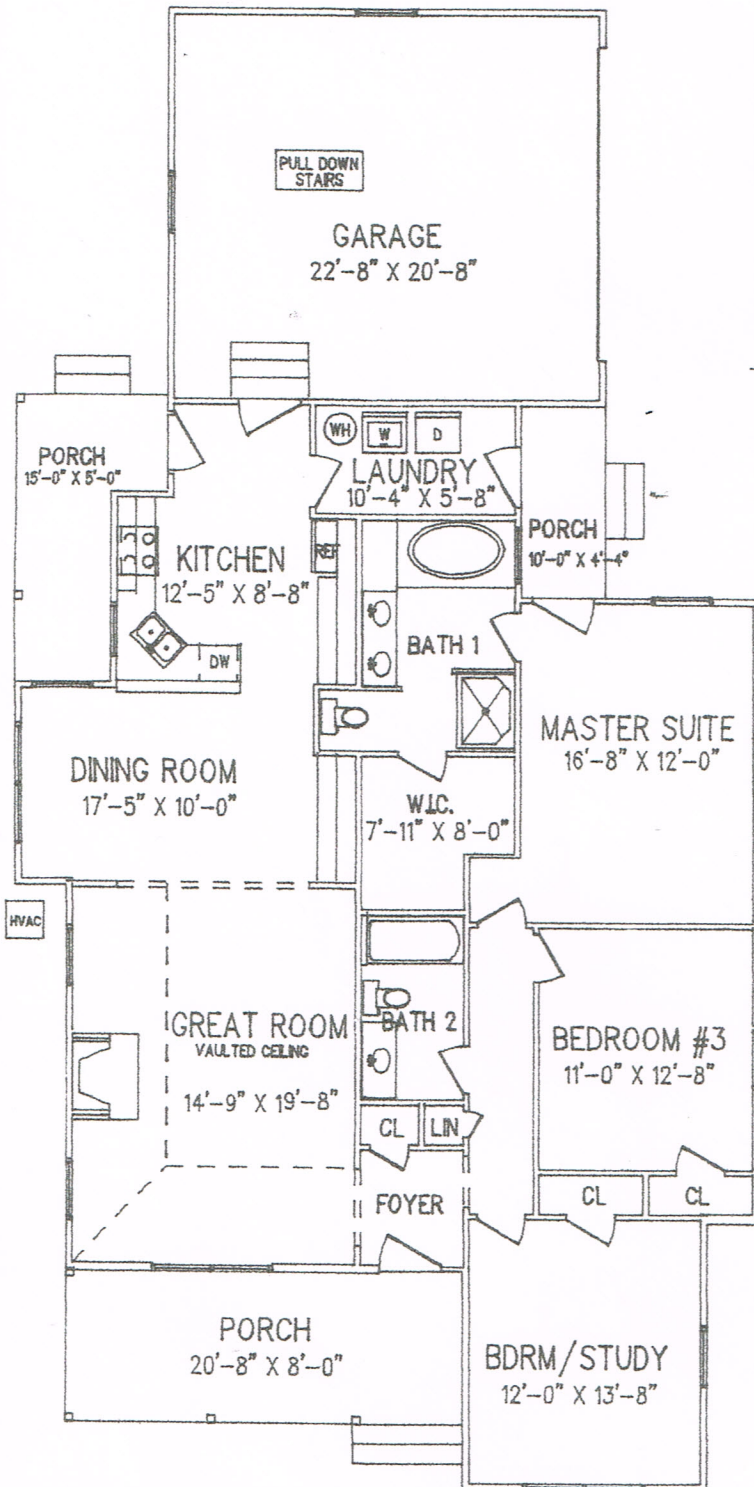 PULL DOWN
STAIRS
GARAGE
22'-8" X 20'-8"
PORCH
15'-0" X 5'-0"
WH
W
D
LAUNDRY
10'-4" X 5'-8"
PORCH
10'-0" X 4'-4"
KITCHEN
12'-5" X 8'-8"
REF
DW
BATH 1
MASTER SUITE
16'-8" X 12'-0"
DINING ROOM
17'-5" X 10'-0"
W.I.C.
7'-11" X 8'-0"
HVAC
GREAT ROOM
VAULTED CEILING
14'-9" X 19'-8"
BATH 2
BEDROOM #3
11'-0" X 12'-8"
CL
LIN
FOYER
CL
CL
PORCH
20'-8" X 8'-0"
BDRM/STUDY
12'-0" X 13'-8"